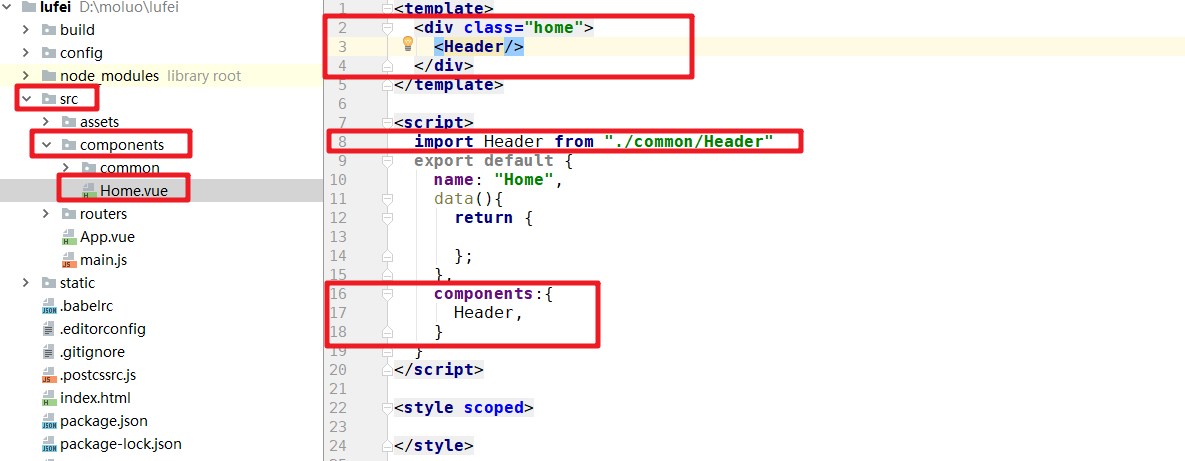 lufei D:\moluo\lufei
build
config
node_modules library root
src
assets
components
common
Home.vue
routers
App.vue
main.js
static
.babelrc
.editorconfig
.gitignore
.postcssrc.js
index.html
package.json
package-lock.json
1 <template>
2 <div class="home">
3 <Header/>
4 </div>
5 </template>
6
7 <script>
8 import Header from "./common/Header"
9 export default {
10 name: "Home",
11 data(){
12 return {
13
14 };
15 },
16 components:{
17 Header,
18 }
19 }
20 </script>
21
22 <style scoped>
23
24 </style>